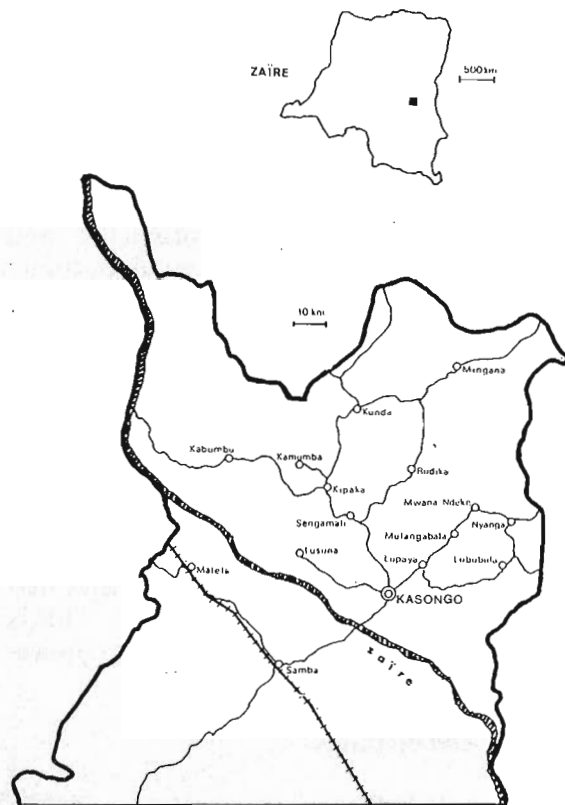 ZAÏRE
500km
10 km
Mingana
Kunda
Kabumbu
Kamumba
Rudika
Kipaka
Mwana Ndeke
Sengamali
Nyanga
Mulangabala
Lusuna
Lupaya
Lububula
Malela
KASONGO
zaïre
Samba